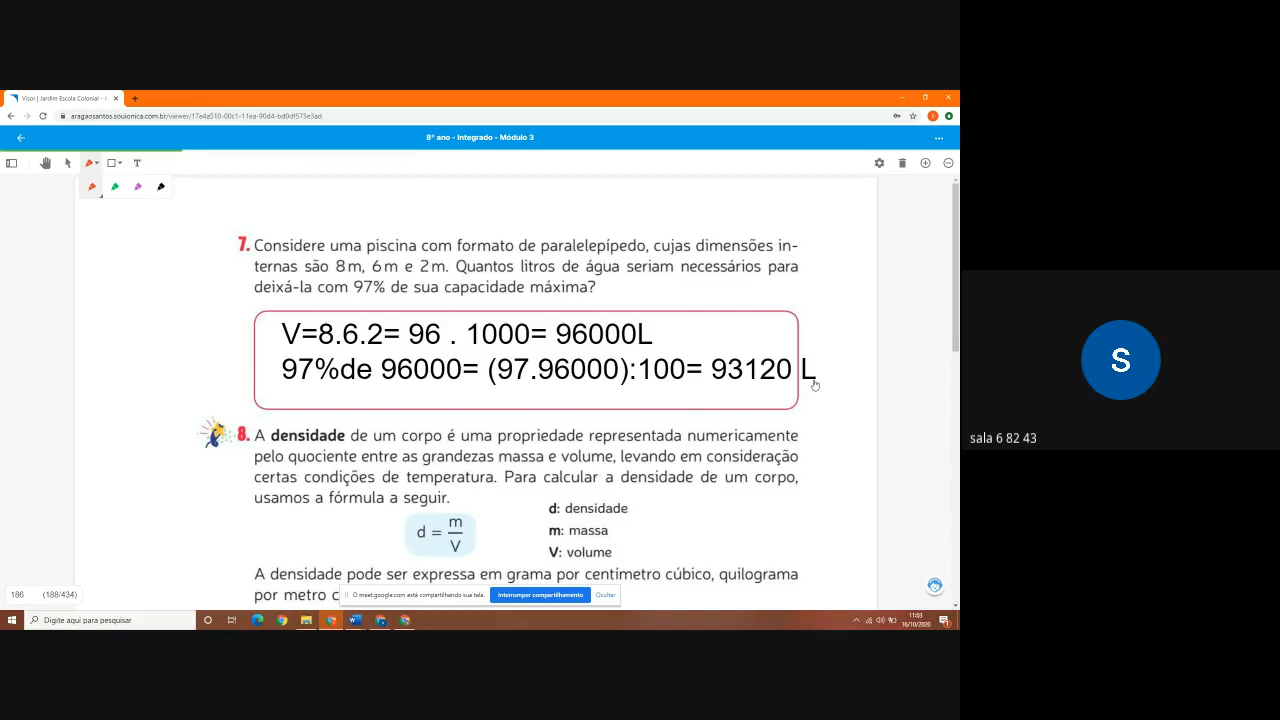 Visor | Jardim Escola Colonial - I.
aragaosantos.souionica.com.br/viewer/17e4a510-00c1-11ea-90d4-bd0df573e3ad
8º ano - Integrado - Módulo 3
7. Considere uma piscina com formato de paralelepípedo, cujas dimensões in-
ternas são 8 m, 6 m e 2 m. Quantos litros de água seriam necessários para
deixá-la com 97% de sua capacidade máxima?
V=8.6.2= 96 . 1000= 96000L
97%de 96000= (97.96000):100= 93120 L
8. A densidade de um corpo é uma propriedade representada numericamente
pelo quociente entre as grandezas massa e volume, levando em consideração
certas condições de temperatura. Para calcular a densidade de um corpo,
usamos a fórmula a seguir.
d = m
V
d: densidade
m: massa
V: volume
A densidade pode ser expressa em grama por centímetro cúbico, quilograma
por metro c
O meet.google.com está compartilhando sua tela.
Interromper compartilhamento
Ocultar
186 (188/434)
Digite aqui para pesquisar
11:03
16/10/2020
S
sala 6 82 43